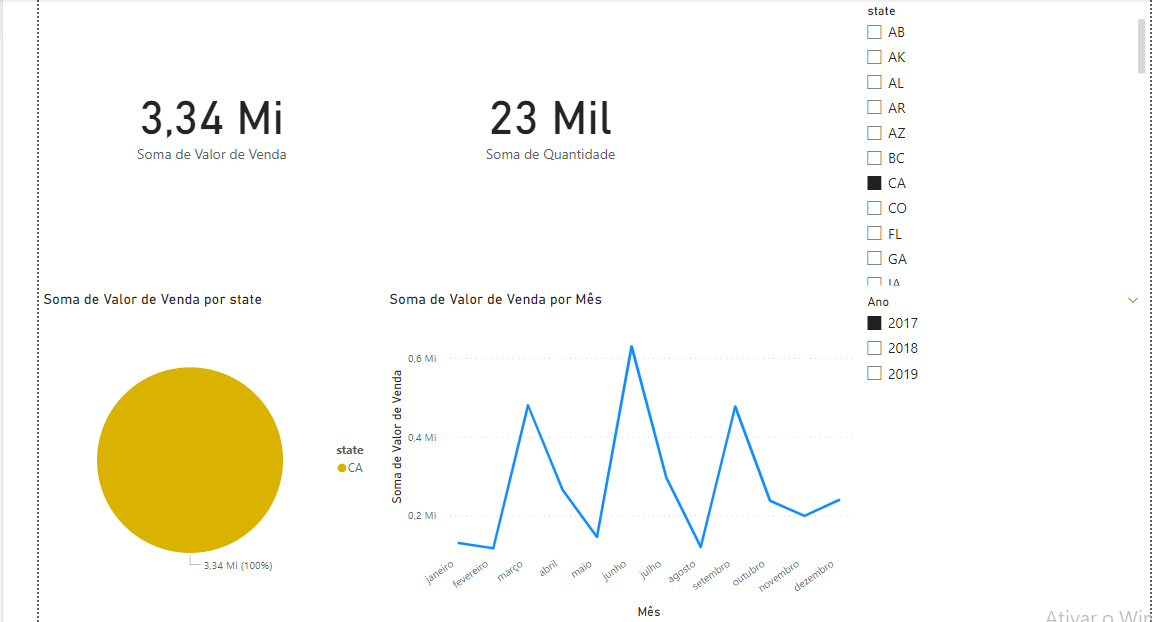 3,34 Mi
Soma de Valor de Venda
23 Mil
Soma de Quantidade
state
AB
AK
AL
AR
AZ
BC
CA
CO
FL
GA
IA
Ano
2017
2018
2019
Soma de Valor de Venda por state
state
CA
3,34 Mi (100%)
Soma de Valor de Venda por Mês
Soma de Valor de Venda
0,6 Mi
0,4 Mi
0,2 Mi
janeiro
fevereiro
março
abril
maio
junho
julho
agosto
setembro
outubro
novembro
dezembro
Mês
Ativar o